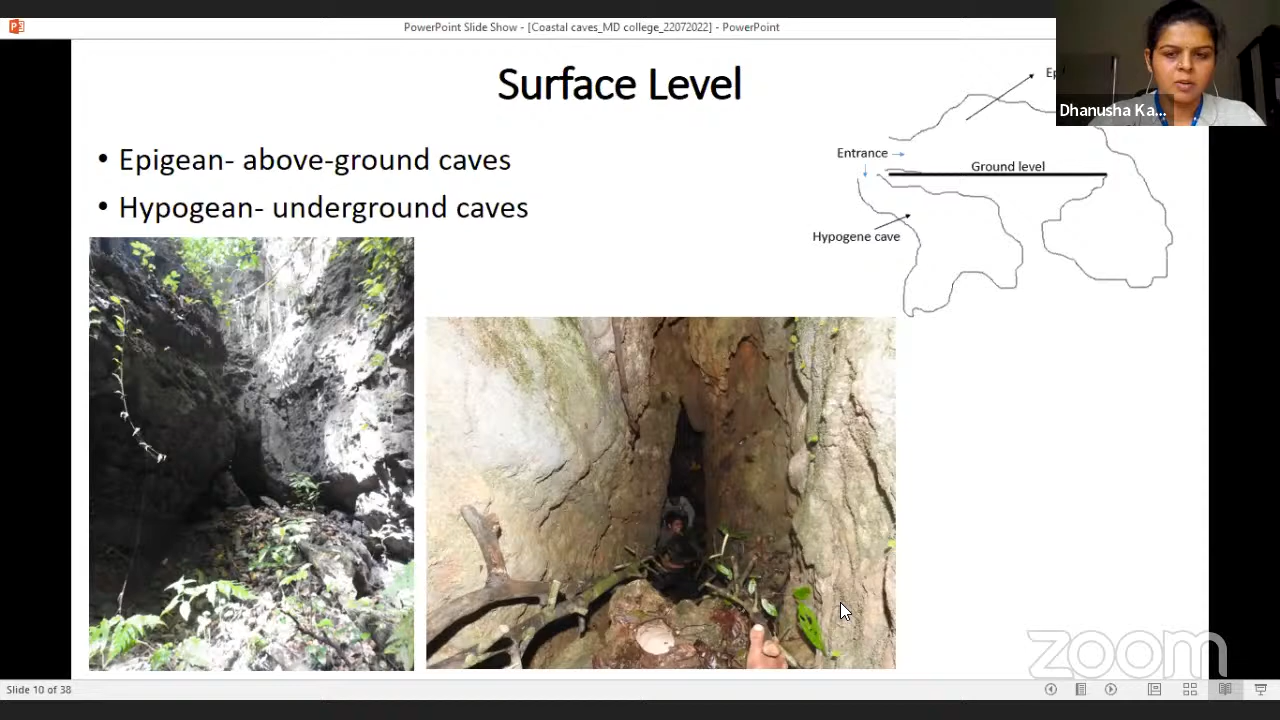 PowerPoint Slide Show - [Coastal caves_MD college_22072022] - PowerPoint
Surface Level
Ep
Dhanusha Ka...
• Epigean- above-ground caves
• Hypogean- underground caves
Entrance
Ground level
Hypogene cave
zoom
Slide 10 of 38